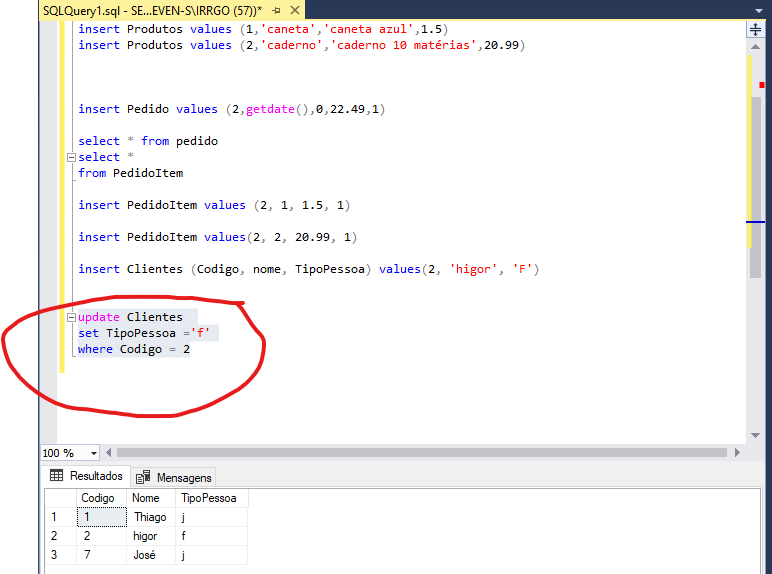 SQLQuery1.sql - SE...EVEN-S\IRRGO (57))*
insert Produtos values (1,'caneta','caneta azul',1.5)
insert Produtos values (2,'caderno','caderno 10 matérias',20.99)
insert Pedido values (2,getdate(),0,22.49,1)
select * from pedido
select *
from PedidoItem
insert PedidoItem values (2, 1, 1.5, 1)
insert PedidoItem values(2, 2, 20.99, 1)
insert Clientes (Codigo, nome, TipoPessoa) values(2, 'higor', 'F')
update Clientes
set TipoPessoa ='f'
where Codigo = 2
100 %
Resultados Mensagens
Codigo Nome TipoPessoa
1 1 Thiago j
2 2 higor f
3 7 José j